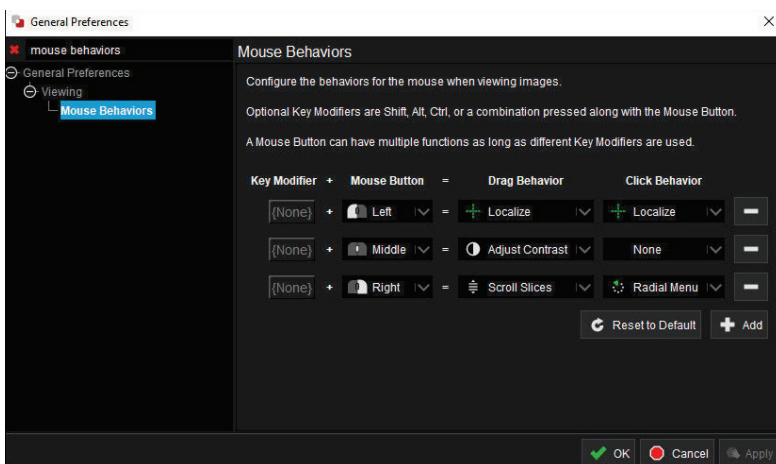 General Preferences
mouse behaviors
General Preferences
Viewing
Mouse Behaviors
Mouse Behaviors
Configure the behaviors for the mouse when viewing images.
Optional Key Modifiers are Shift, Alt, Ctrl, or a combination pressed along with the Mouse Button.
A Mouse Button can have multiple functions as long as different Key Modifiers are used.
Key Modifier + Mouse Button = Drag Behavior Click Behavior
{None} + Left = Localize Localize
{None} + Middle = Adjust Contrast None
{None} + Right = Scroll Slices Radial Menu
Reset to Default Add
OK Cancel Apply